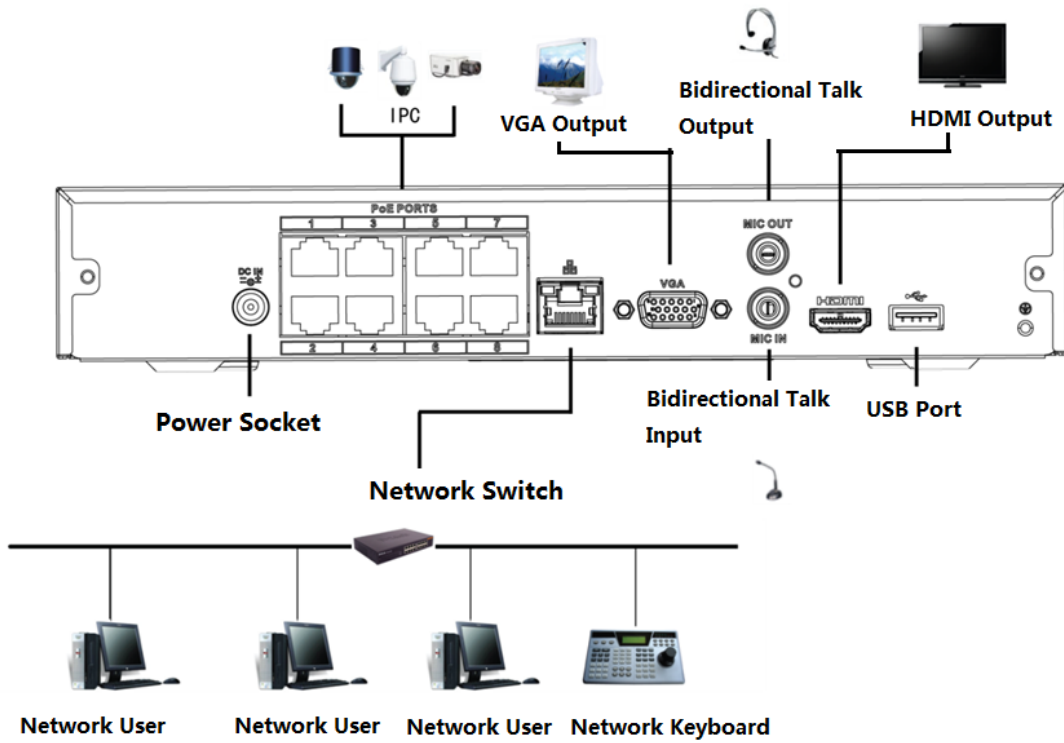 IPC
VGA Output
Bidirectional Talk
Output
HDMI Output
PoE PORTS
1 3 5 7
MIC OUT
DC IN
VGA
HDMI
2 4 6 8
MIC IN
Power Socket
Bidirectional Talk
Input
USB Port
Network Switch
Network User
Network User
Network User
Network Keyboard